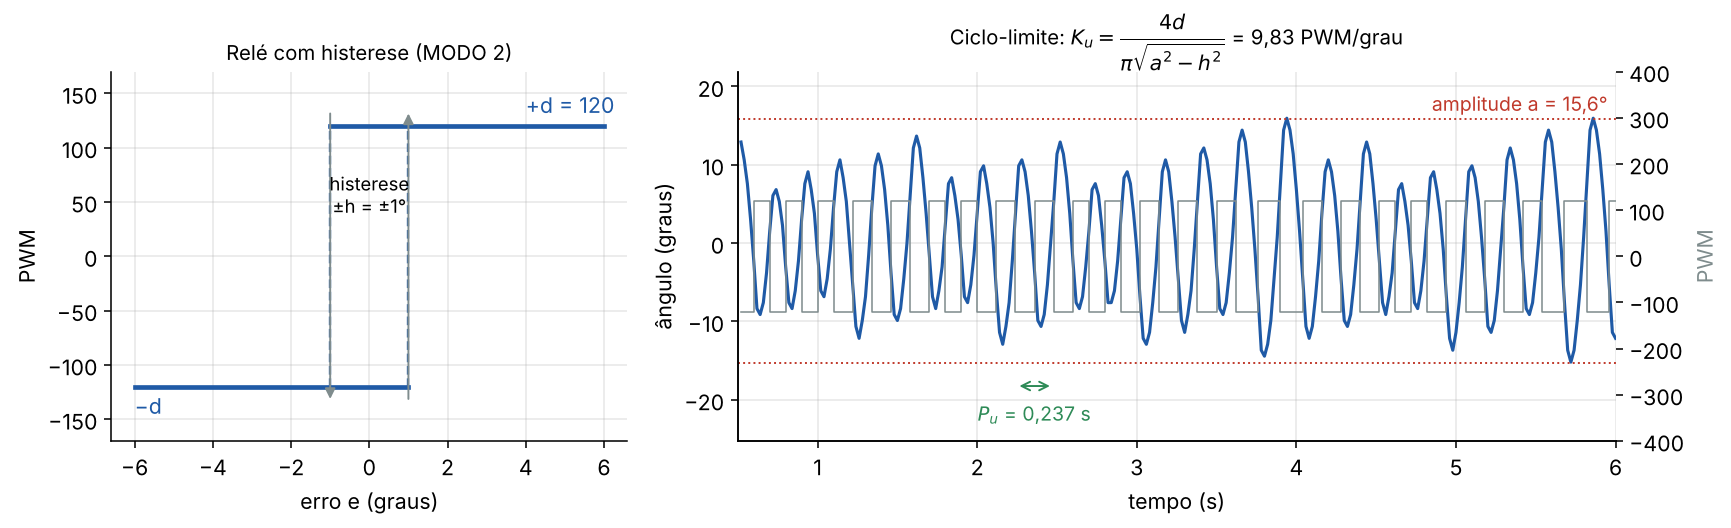 Relé com histerese (MODO 2)
PWM
150
100
50
0
−50
−100
−150
+d = 120
histerese
±h = ±1°
−d
−6 −4 −2 0 2 4 6
erro e (graus)
Ciclo-limite: K_u = 4d / π√(a² − h²) = 9,83 PWM/grau
ângulo (graus)
20
10
0
−10
−20
amplitude a = 15,6°
P_u = 0,237 s
1 2 3 4 5 6
tempo (s)
400
300
200
100
0
−100
−200
−300
−400
PWM